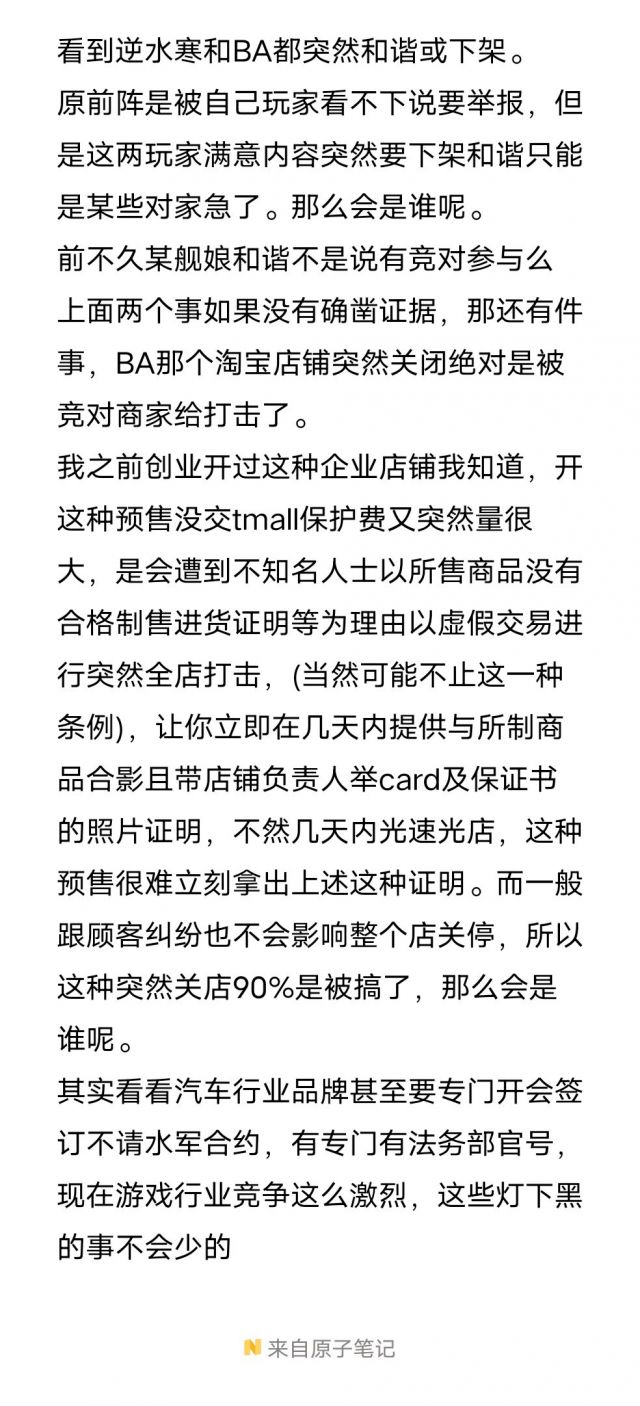 看到逆水寒和BA都突然和谐或下架。
原前阵是被自己玩家看不下说要举报，但
是这两玩家满意内容突然要下架和谐只能
是某些对家急了。那么会是谁呢。
前不久某舰娘和谐不是说有竞对参与么
上面两个事如果没有确凿证据，那还有件
事，BA那个淘宝店铺突然关闭绝对是被
竞对商家给打击了。
我之前创业开过这种企业店铺我知道，开
这种预售没交tmall保护费又突然量很
大，是会遭到不知名人士以所售商品没有
合格制售进货证明等为理由以虚假交易进
行突然全店打击，(当然可能不止这一种
条例)，让你立即在几天内提供与所制商
品合影且带店铺负责人举card及保证书
的照片证明，不然几天内光速光店，这种
预售很难立刻拿出上述这种证明。而一般
跟顾客纠纷也不会影响整个店关停，所以
这种突然关店90%是被搞了，那么会是
谁呢。
其实看看汽车行业品牌甚至要专门开会签
订不请水军合约，有专门有法务部官号，
现在游戏行业竞争这么激烈，这些灯下黑
的事不会少的
来自原子笔记